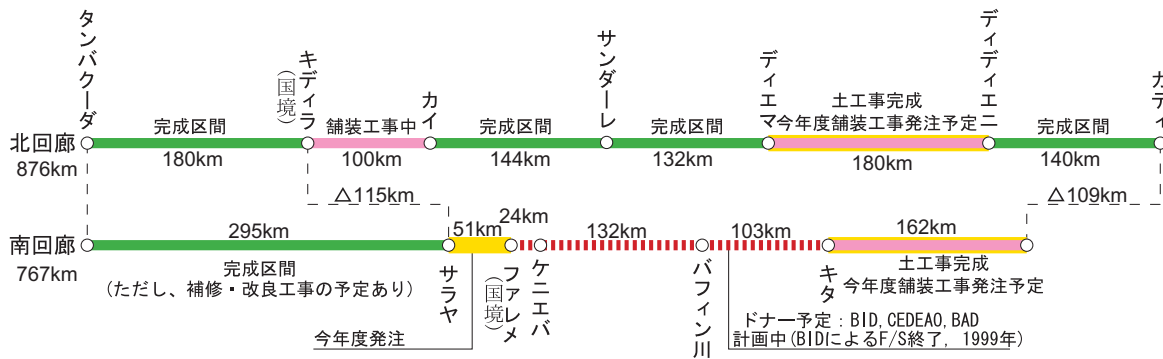 タンバクーダ
キディラ
(国境)
カイ
サンダーレ
ディエマ
ディディエニ
カティ
完成区間
舗装工事中
完成区間
完成区間
土工事完成
今年度舗装工事発注予定
完成区間
北回廊
876km
180km
100km
144km
132km
180km
140km
△115km
△109km
南回廊
767km
295km
51km
24km
132km
103km
162km
完成区間
(ただし、補修・改良工事の予定あり)
サラヤ
ファレメ
(国境)
ケニエバ
バフィン川
キタ
土工事完成
今年度舗装工事発注予定
今年度発注
ドナー予定：BID,CEDEAO,BAD
計画中(BIDによるF/S終了, 1999年)